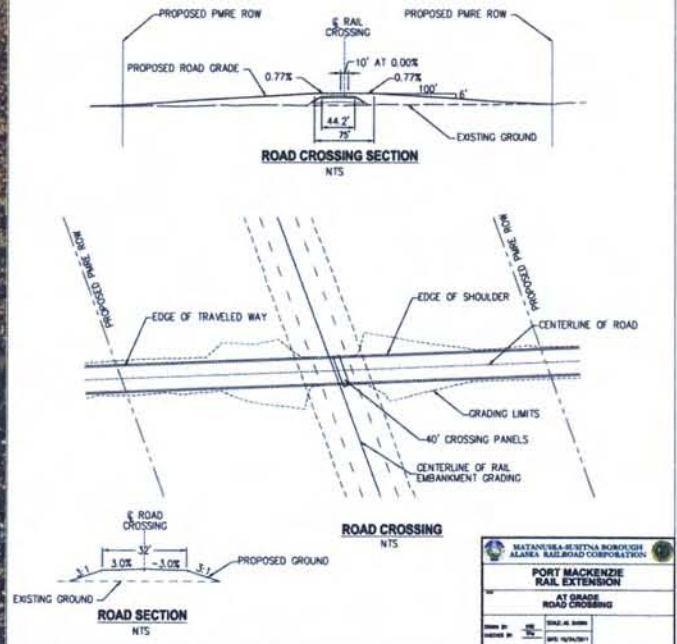 PROPOSED PMRE ROW
℄ RAIL
CROSSING
PROPOSED PMRE ROW
10' AT 0.00%
PROPOSED ROAD GRADE
0.77%
0.77%
100'
6'
44.2'
75'
EXISTING GROUND
ROAD CROSSING SECTION
NTS
PROPOSED PMRE ROW
PROPOSED PMRE ROW
EDGE OF TRAVELED WAY
EDGE OF SHOULDER
CENTERLINE OF ROAD
GRADING LIMITS
40' CROSSING PANELS
CENTERLINE OF RAIL
EMBANKMENT GRADING
ROAD CROSSING
NTS
℄ ROAD
CROSSING
32'
3:1
3.0%
-3.0%
3:1
PROPOSED GROUND
EXISTING GROUND
ROAD SECTION
NTS
MATANUSKA-SUSITNA BOROUGH
ALASKA RAILROAD CORPORATION
PORT MACKENZIE
RAIL EXTENSION
AT GRADE
ROAD CROSSING